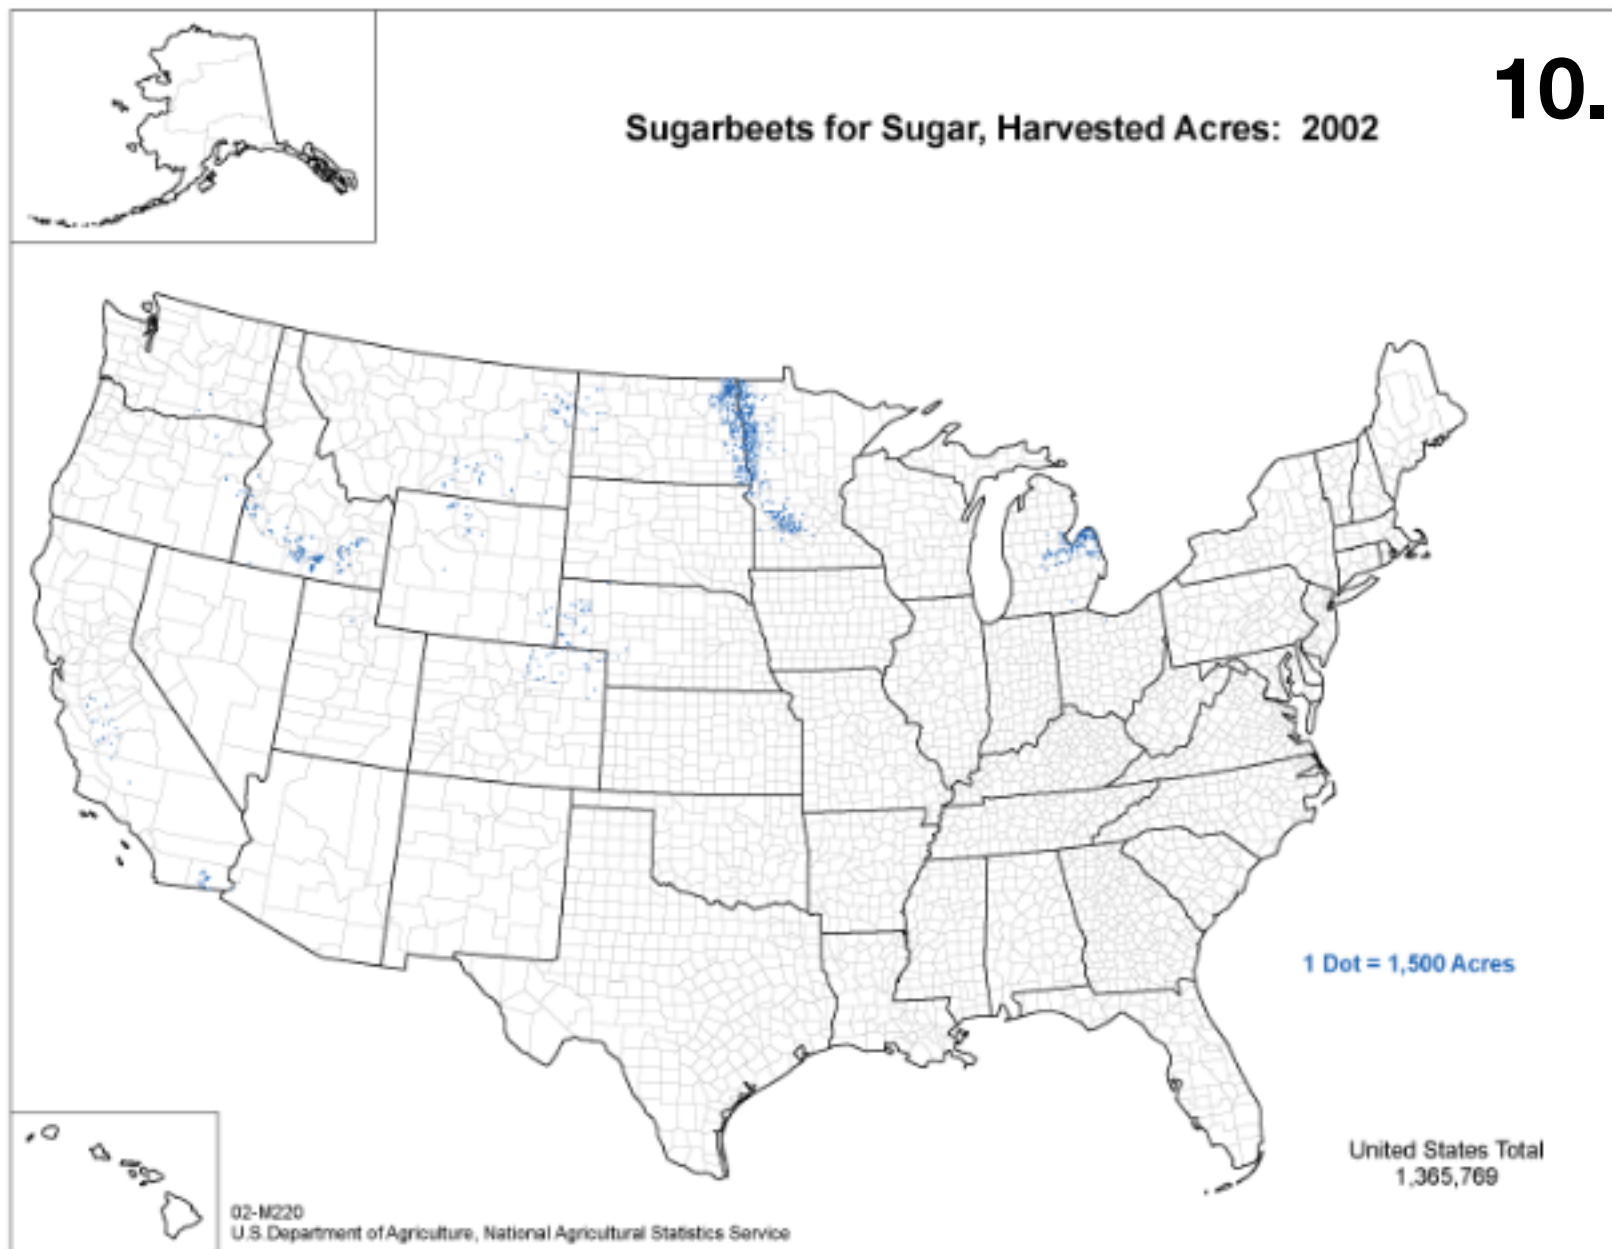 10.
Sugarbeets for Sugar, Harvested Acres: 2002
1 Dot = 1,500 Acres
United States Total
1,365,769
02-M220
U.S.Department of Agriculture, National Agricultural Statistics Service